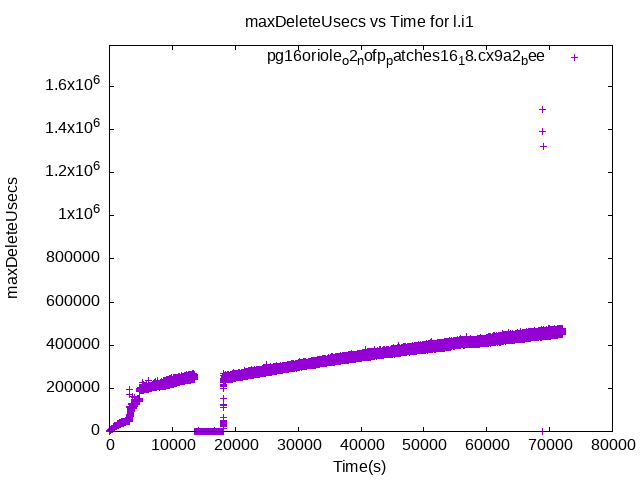 maxDeleteUsecs vs Time for l.i1
pg16oriole_o2_nofp_patches16_18.cx9a2_bee
1.6x10^6
1.4x10^6
1.2x10^6
1x10^6
800000
600000
400000
200000
0
maxDeleteUsecs
0 10000 20000 30000 40000 50000 60000 70000 80000
Time(s)